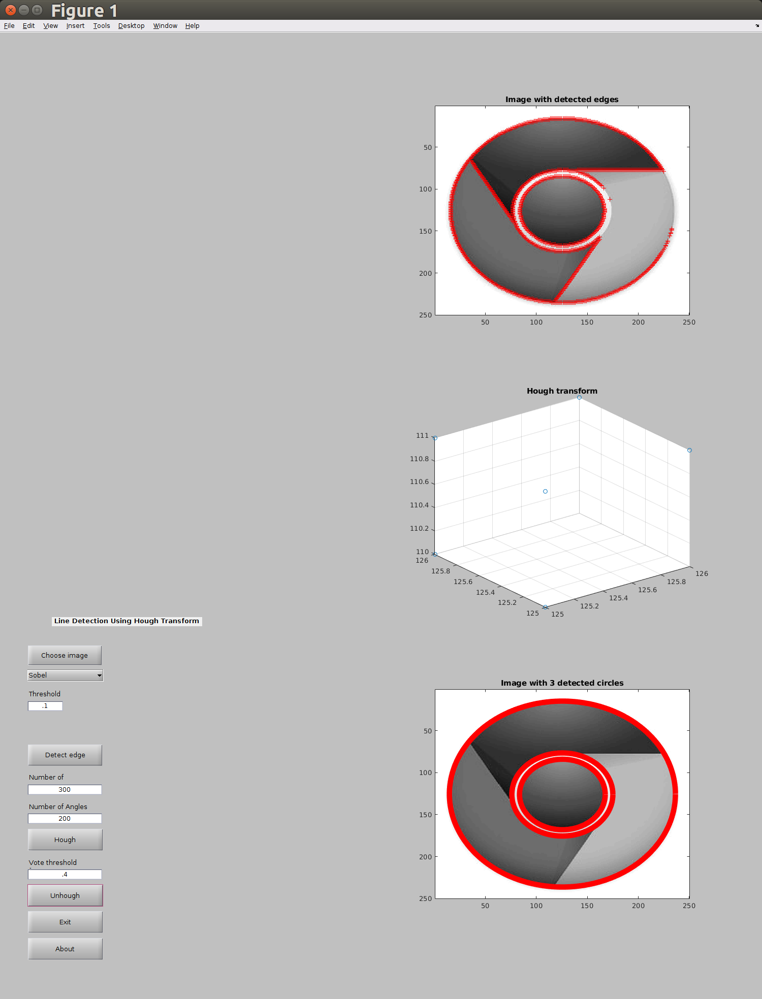 Figure 1
File Edit View Insert Tools Desktop Window Help
Image with detected edges
50
100
150
200
250
50 100 150 200 250
Hough transform
111
110.8
110.6
110.4
110.2
110
126
125.8
125.6
125.4
125.2
125
125
125.2
125.4
125.6
125.8
126
Line Detection Using Hough Transform
Choose image
Sobel
Threshold
.1
Detect edge
Number of
300
Number of Angles
200
Hough
Vote threshold
.4
Unhough
Exit
About
Image with 3 detected circles
50
100
150
200
250
50 100 150 200 250